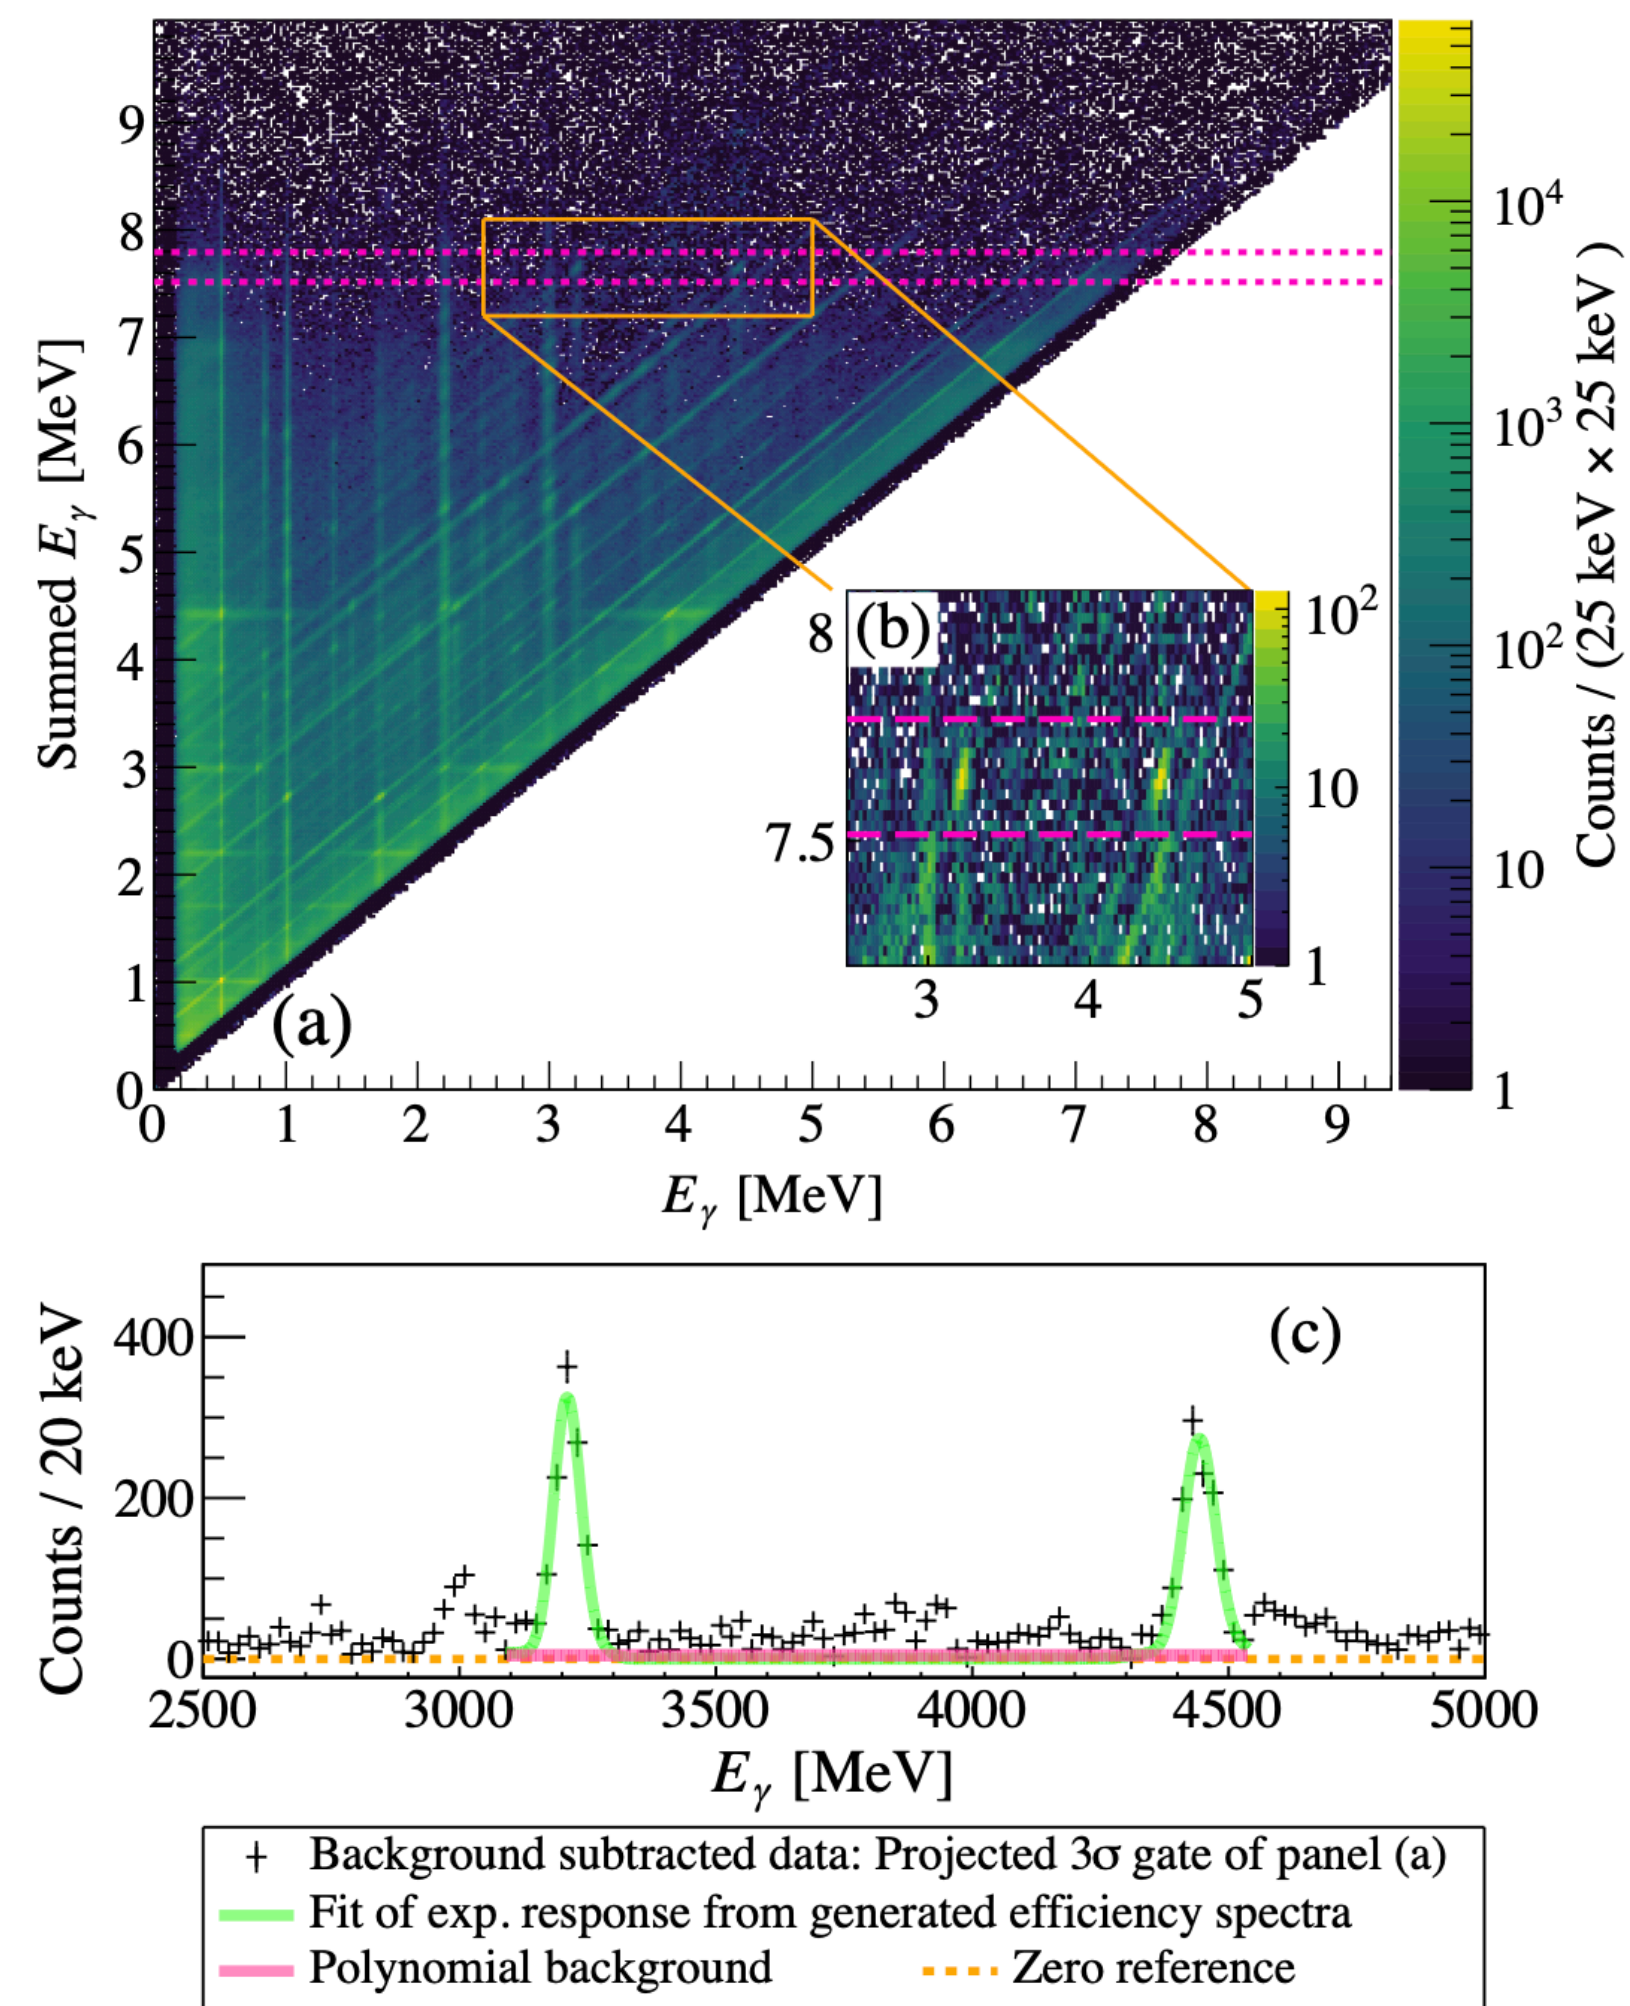 9
8
7
6
5
4
3
2
1
0
Summed Eγ [MeV]
(a)
0 1 2 3 4 5 6 7 8 9
Eγ [MeV]
10⁴
10³
10²
10
1
Counts / (25 keV × 25 keV )
(b)
8
7.5
3 4 5
10²
10
1
(c)
400
200
0
Counts / 20 keV
2500 3000 3500 4000 4500 5000
Eγ [MeV]
Background subtracted data: Projected 3σ gate of panel (a)
Fit of exp. response from generated efficiency spectra
Polynomial background
Zero reference